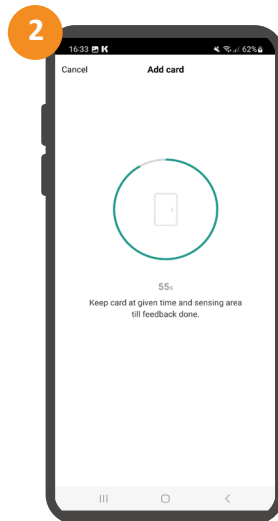 2
16:33 K 62%
Cancel Add card
55s
Keep card at given time and sensing area
till feedback done.